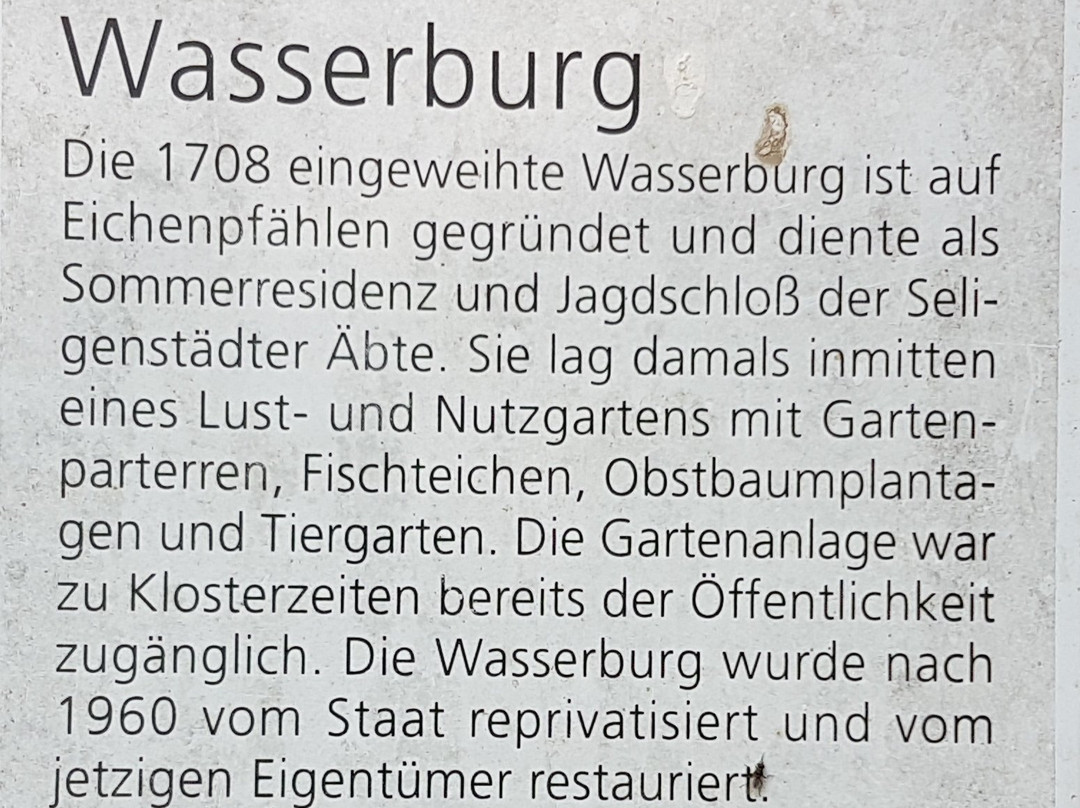 Wasserburg
Die 1708 eingeweihte Wasserburg ist auf
Eichenpfählen gegründet und diente als
Sommerresidenz und Jagdschloß der Seli-
genstädter Äbte. Sie lag damals inmitten
eines Lust- und Nutzgartens mit Garten-
parterren, Fischteichen, Obstbaumplanta-
gen und Tiergarten. Die Gartenanlage war
zu Klosterzeiten bereits der Öffentlichkeit
zugänglich. Die Wasserburg wurde nach
1960 vom Staat reprivatisiert und vom
jetzigen Eigentümer restauriert.